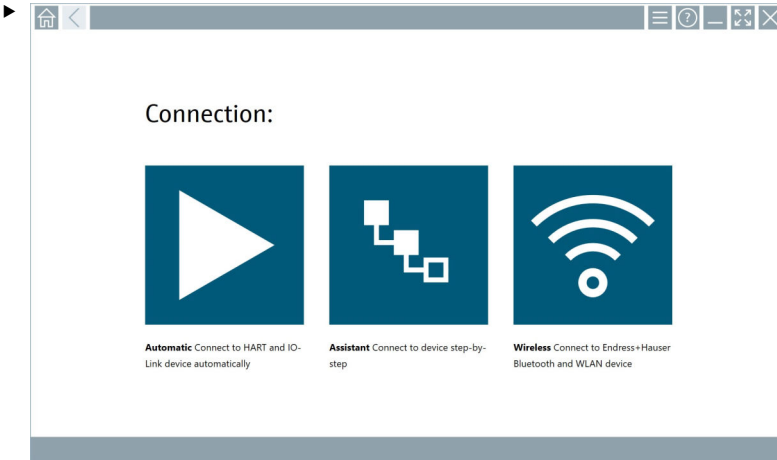 Connection:
Automatic Connect to HART and IO-
Link device automatically
Assistant Connect to device step-by-
step
Wireless Connect to Endress+Hauser
Bluetooth and WLAN device